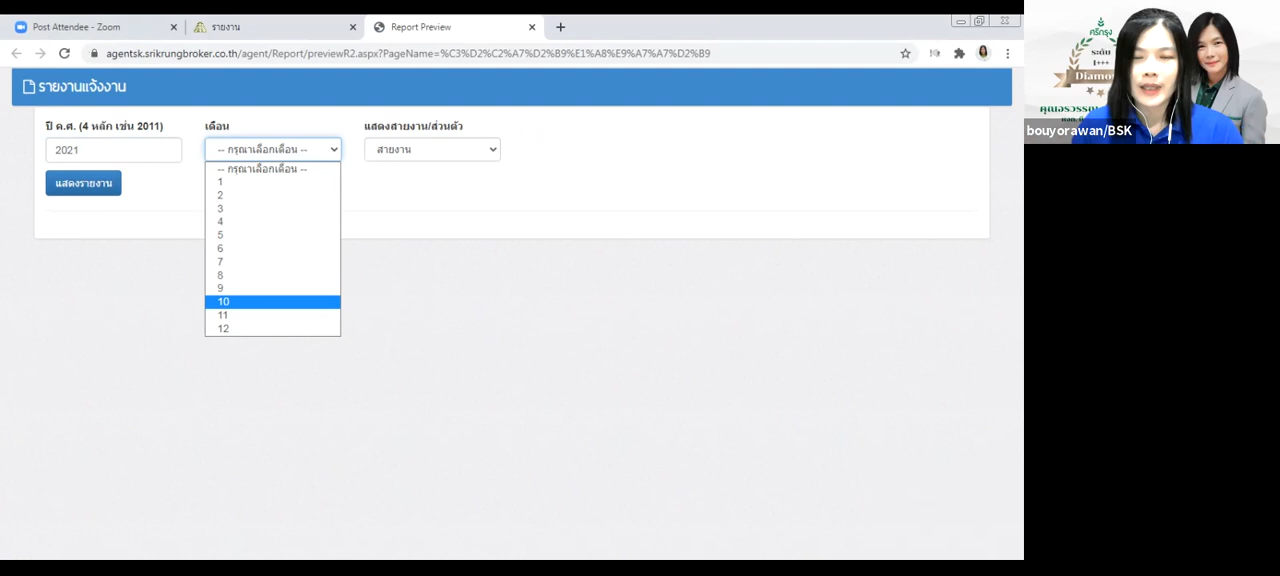 Post Attendee - Zoom
รายงาน
Report Preview
agentsk.srikrungbroker.co.th/agent/Report/previewR2.aspx?PageName=%C3%D2%C2%A7%D2%B9%E1%A8%E9%A7%A7%D2%B9
รายงานแจ้งงาน
ปี ค.ศ. (4 หลัก เช่น 2011)
เดือน
แสดงสายงาน/ส่วนตัว
2021
-- กรุณาเลือกเดือน --
สายงาน
แสดงรายงาน
-- กรุณาเลือกเดือน --
1
2
3
4
5
6
7
8
9
10
11
12
ศรีกรุง
ระดับ
1+++
bouyorawan/BSK